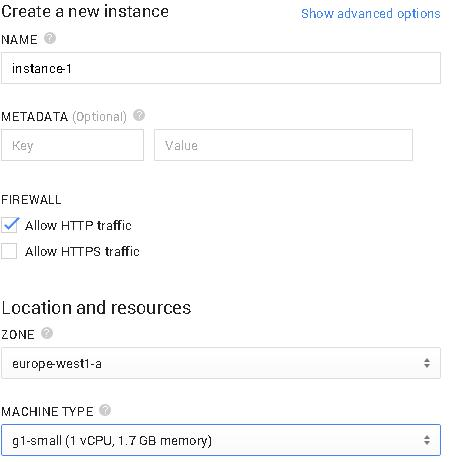 Create a new instance Show advanced options
NAME ?
instance-1
METADATA (Optional) ?
Key Value
FIREWALL
Allow HTTP traffic
Allow HTTPS traffic
Location and resources
ZONE ?
europe-west1-a
MACHINE TYPE ?
g1-small (1 vCPU, 1.7 GB memory)